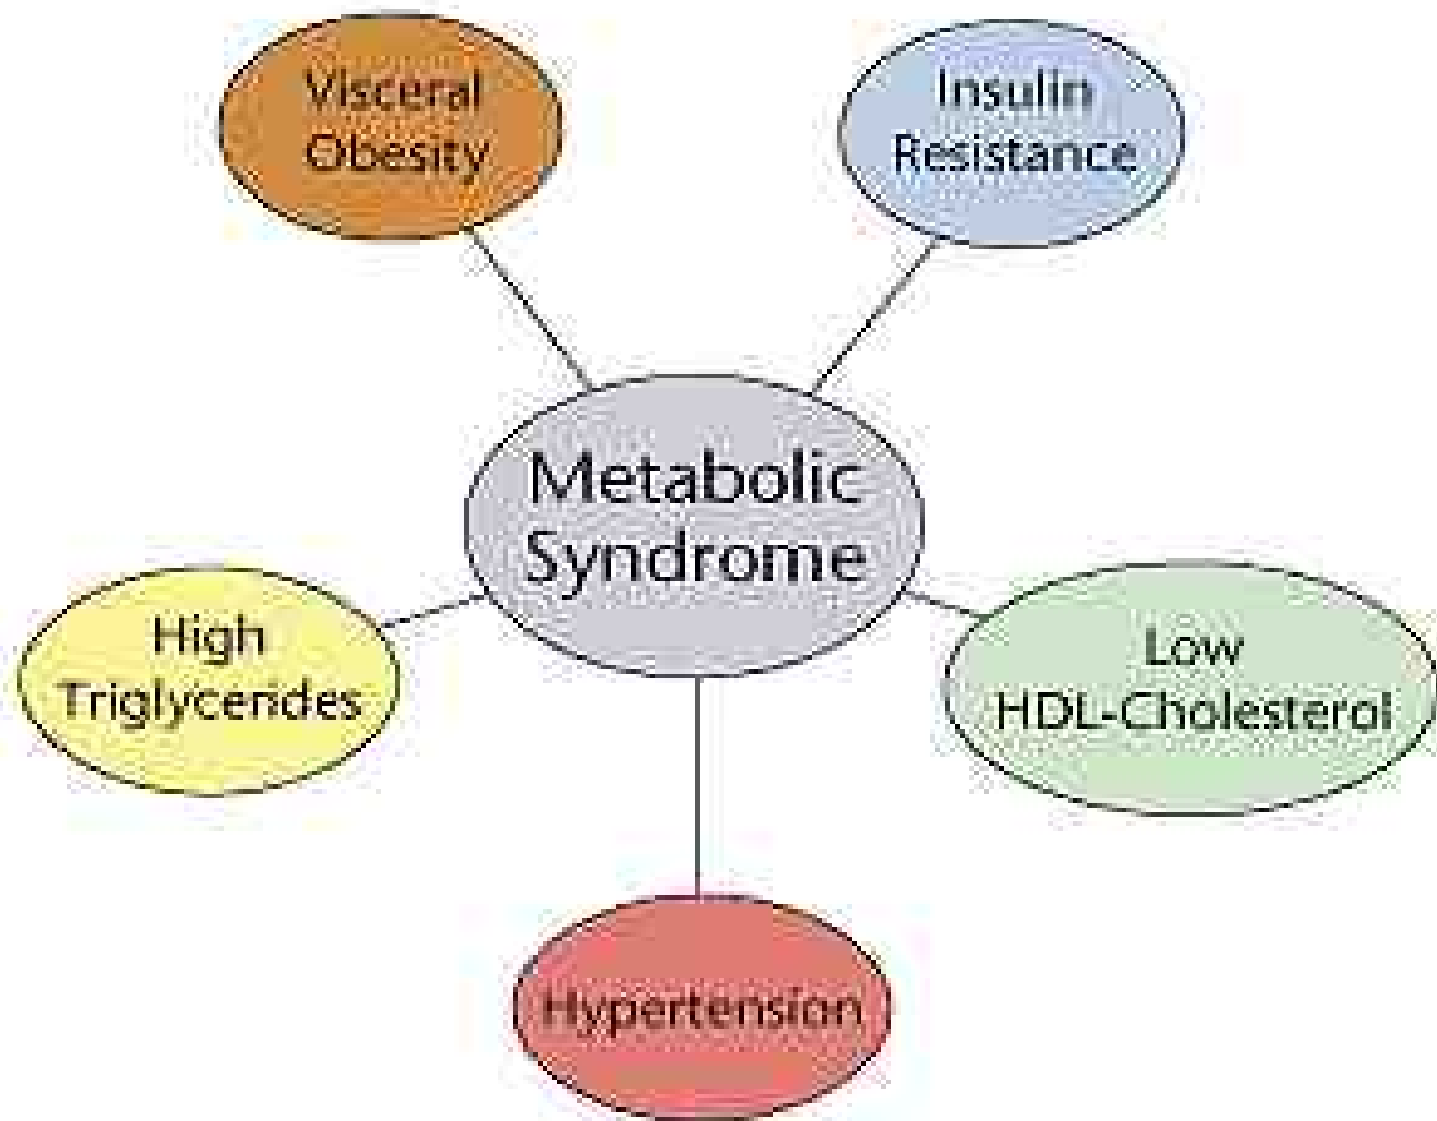 Visceral
Obesity
Insulin
Resistance
Metabolic
Syndrome
High
Triglycerides
Low
HDL-Cholesterol
Hypertension